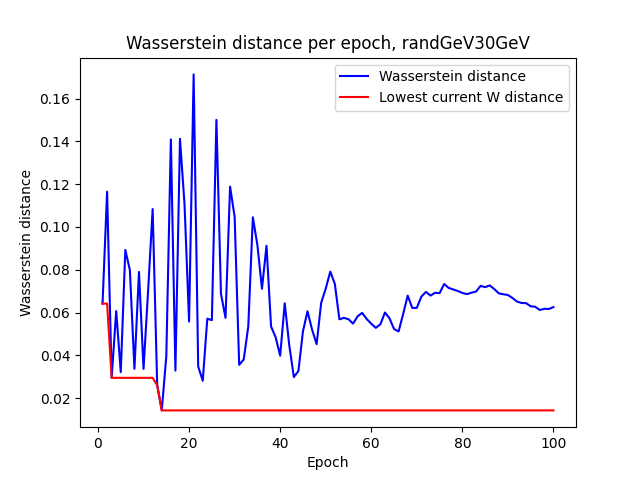 Wasserstein distance per epoch, randGeV30GeV
Wasserstein distance
Lowest current W distance
0.16
0.14
0.12
0.10
0.08
0.06
0.04
0.02
Wasserstein distance
0
20
40
60
80
100
Epoch